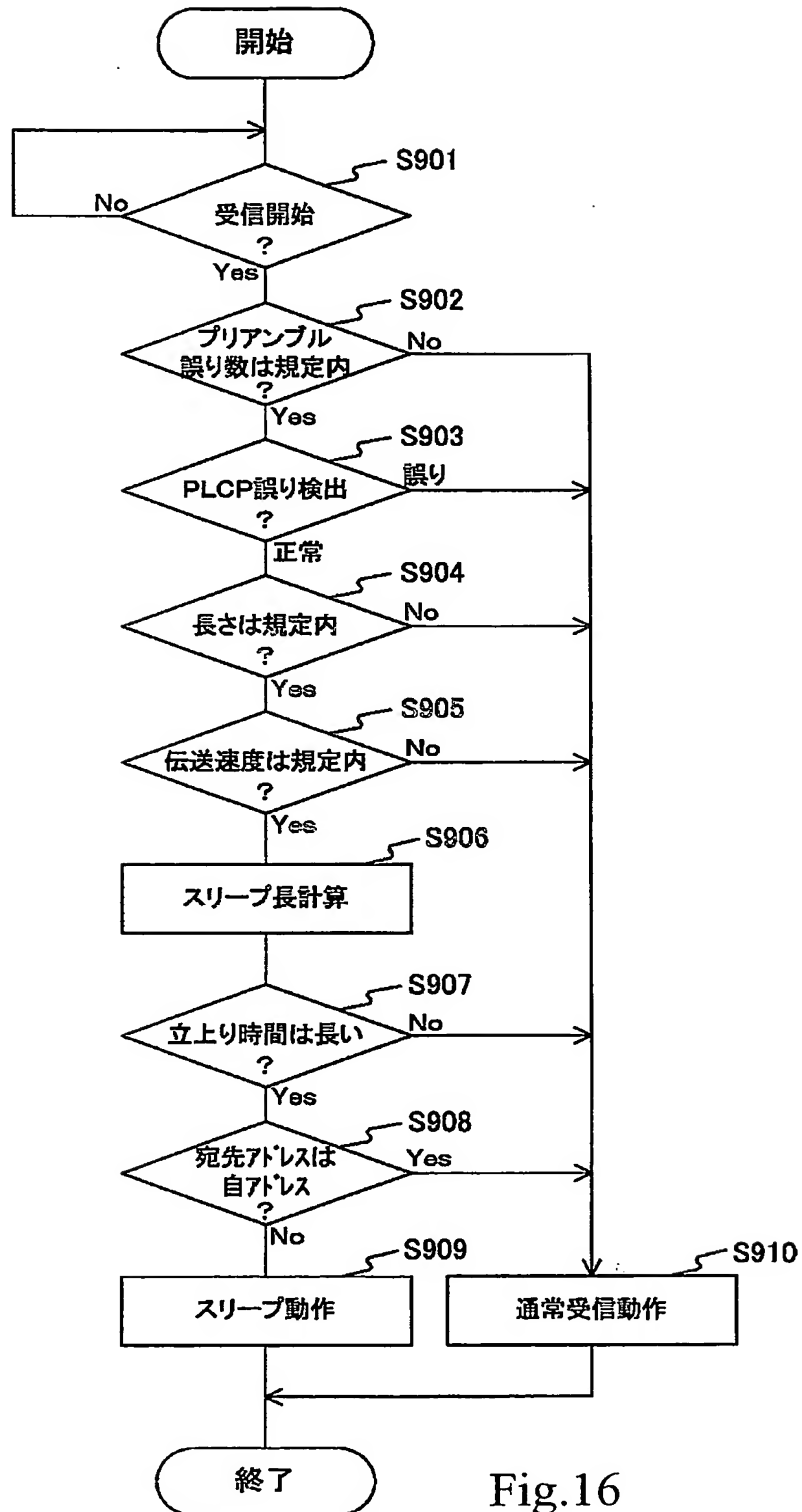 開始
S901
No
受信開始
?
Yes
S902
プリアンブル
誤り数は規定内
?
No
Yes
S903
PLCP誤り検出
?
誤り
正常
S904
長さは規定内
?
No
Yes
S905
伝送速度は規定内
?
No
Yes
S906
スリープ長計算
S907
立上り時間は長い
?
No
Yes
S908
宛先アドレスは
自アドレス
?
Yes
No
S909
スリープ動作
S910
通常受信動作
終了
Fig.16